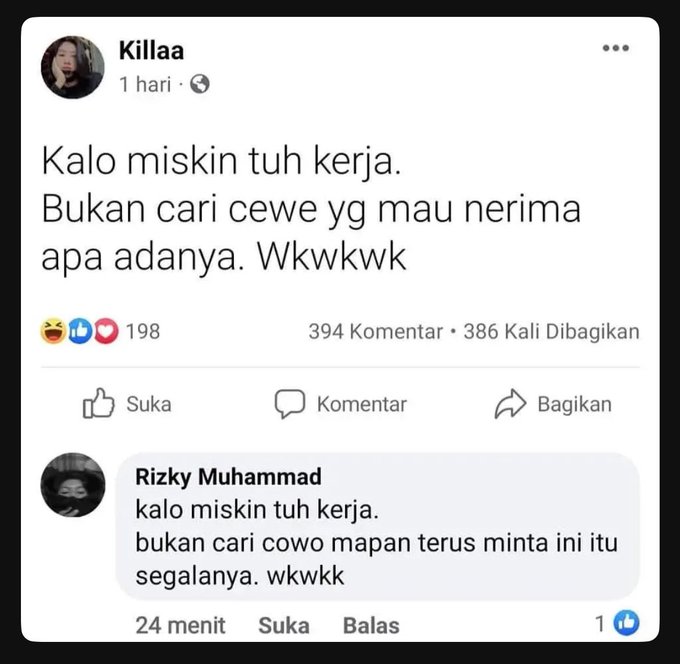 Killaa
1 hari ·
Kalo miskin tuh kerja.
Bukan cari cewe yg mau nerima
apa adanya. Wkwkwk
198
394 Komentar • 386 Kali Dibagikan
Suka
Komentar
Bagikan
Rizky Muhammad
kalo miskin tuh kerja.
bukan cari cowo mapan terus minta ini itu
segalanya. wkwkk
24 menit Suka Balas 1